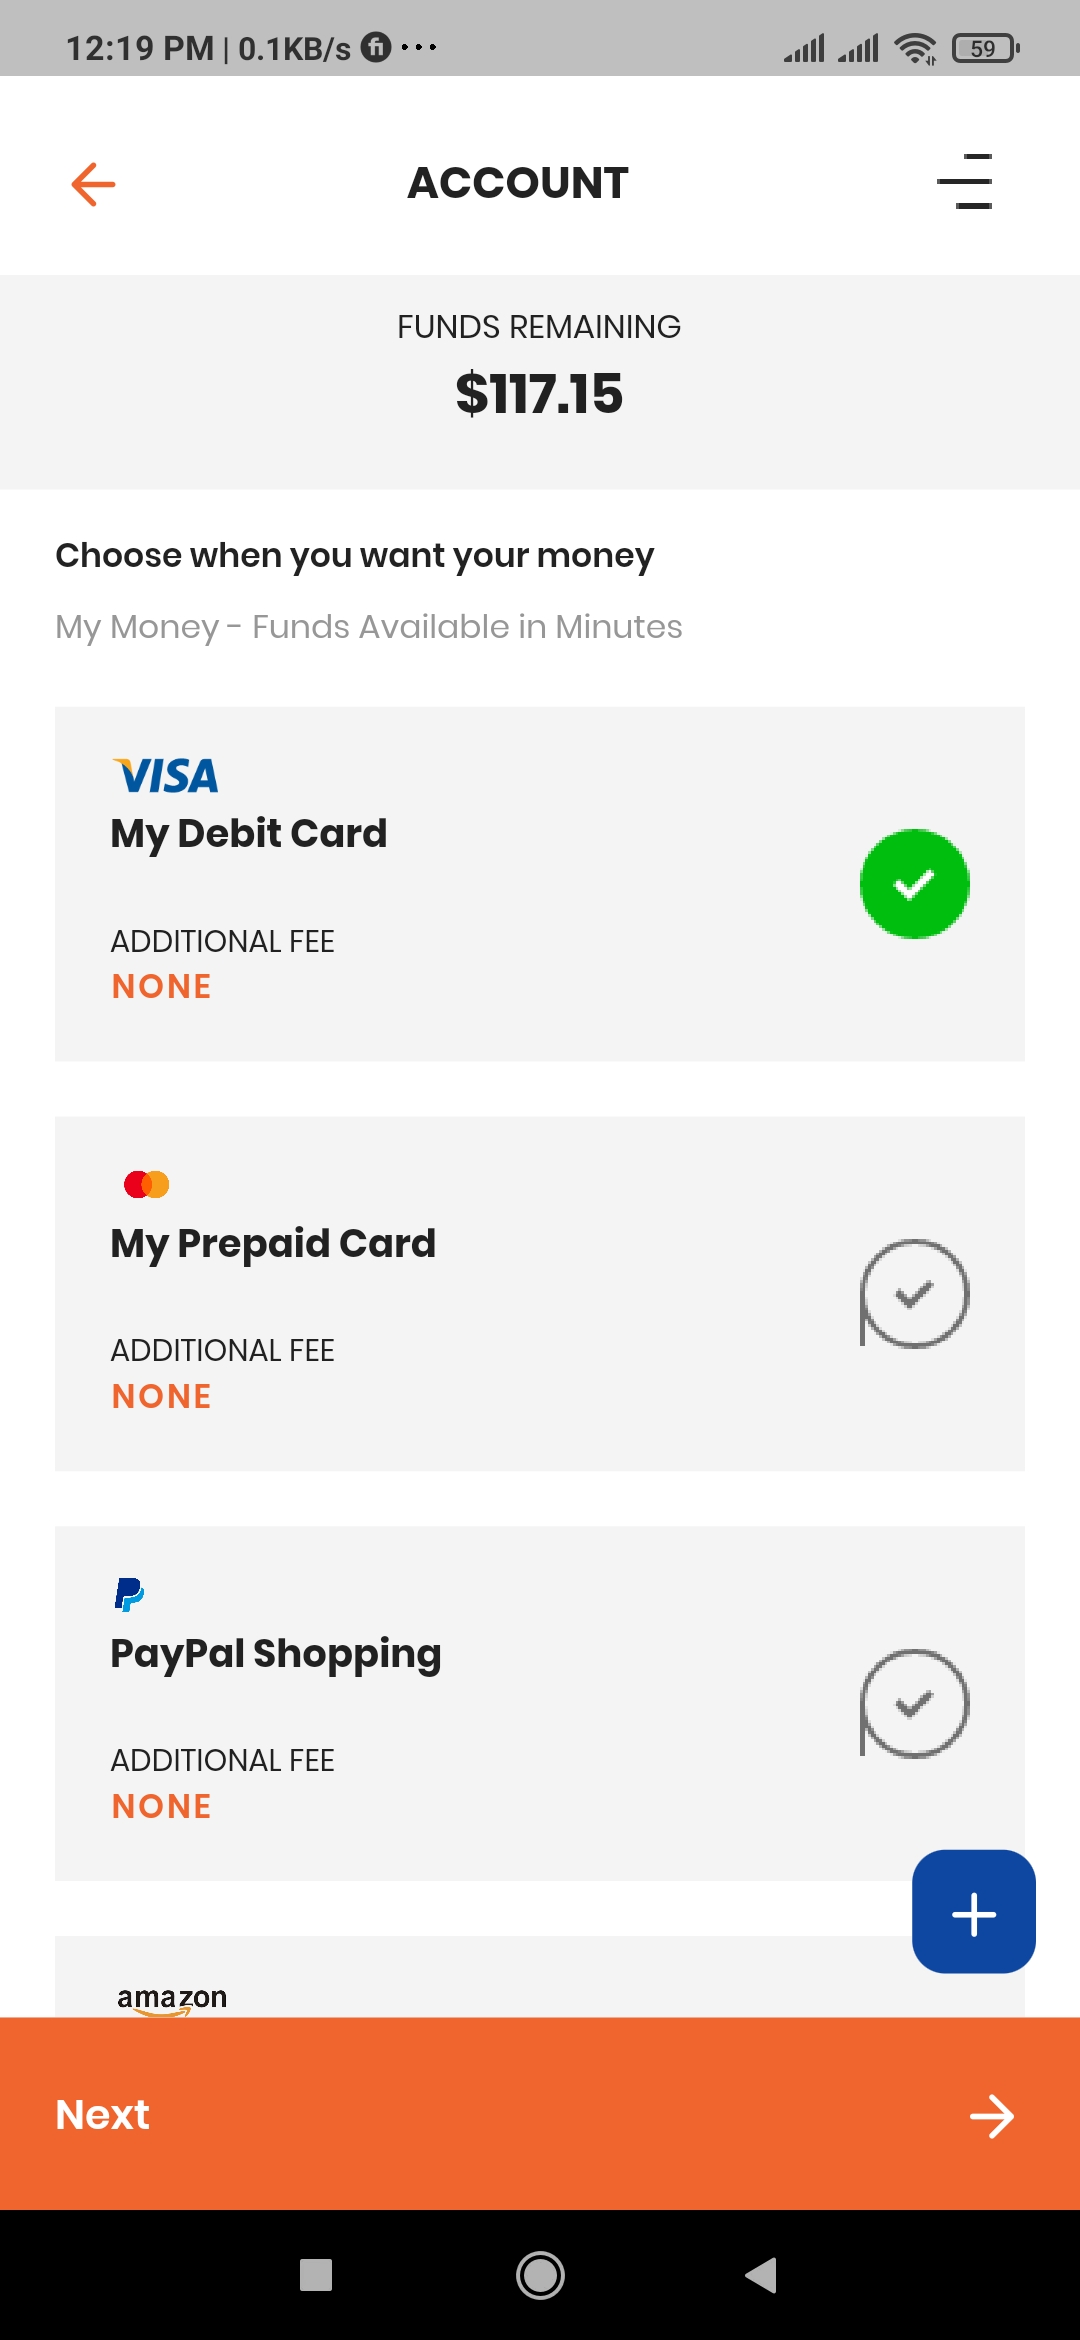 12:19 PM | 0.1KB/s fi ...
59
ACCOUNT
FUNDS REMAINING
$117.15
Choose when you want your money
My Money - Funds Available in Minutes
VISA
My Debit Card
ADDITIONAL FEE
NONE
My Prepaid Card
ADDITIONAL FEE
NONE
PayPal Shopping
ADDITIONAL FEE
NONE
amazon
Next